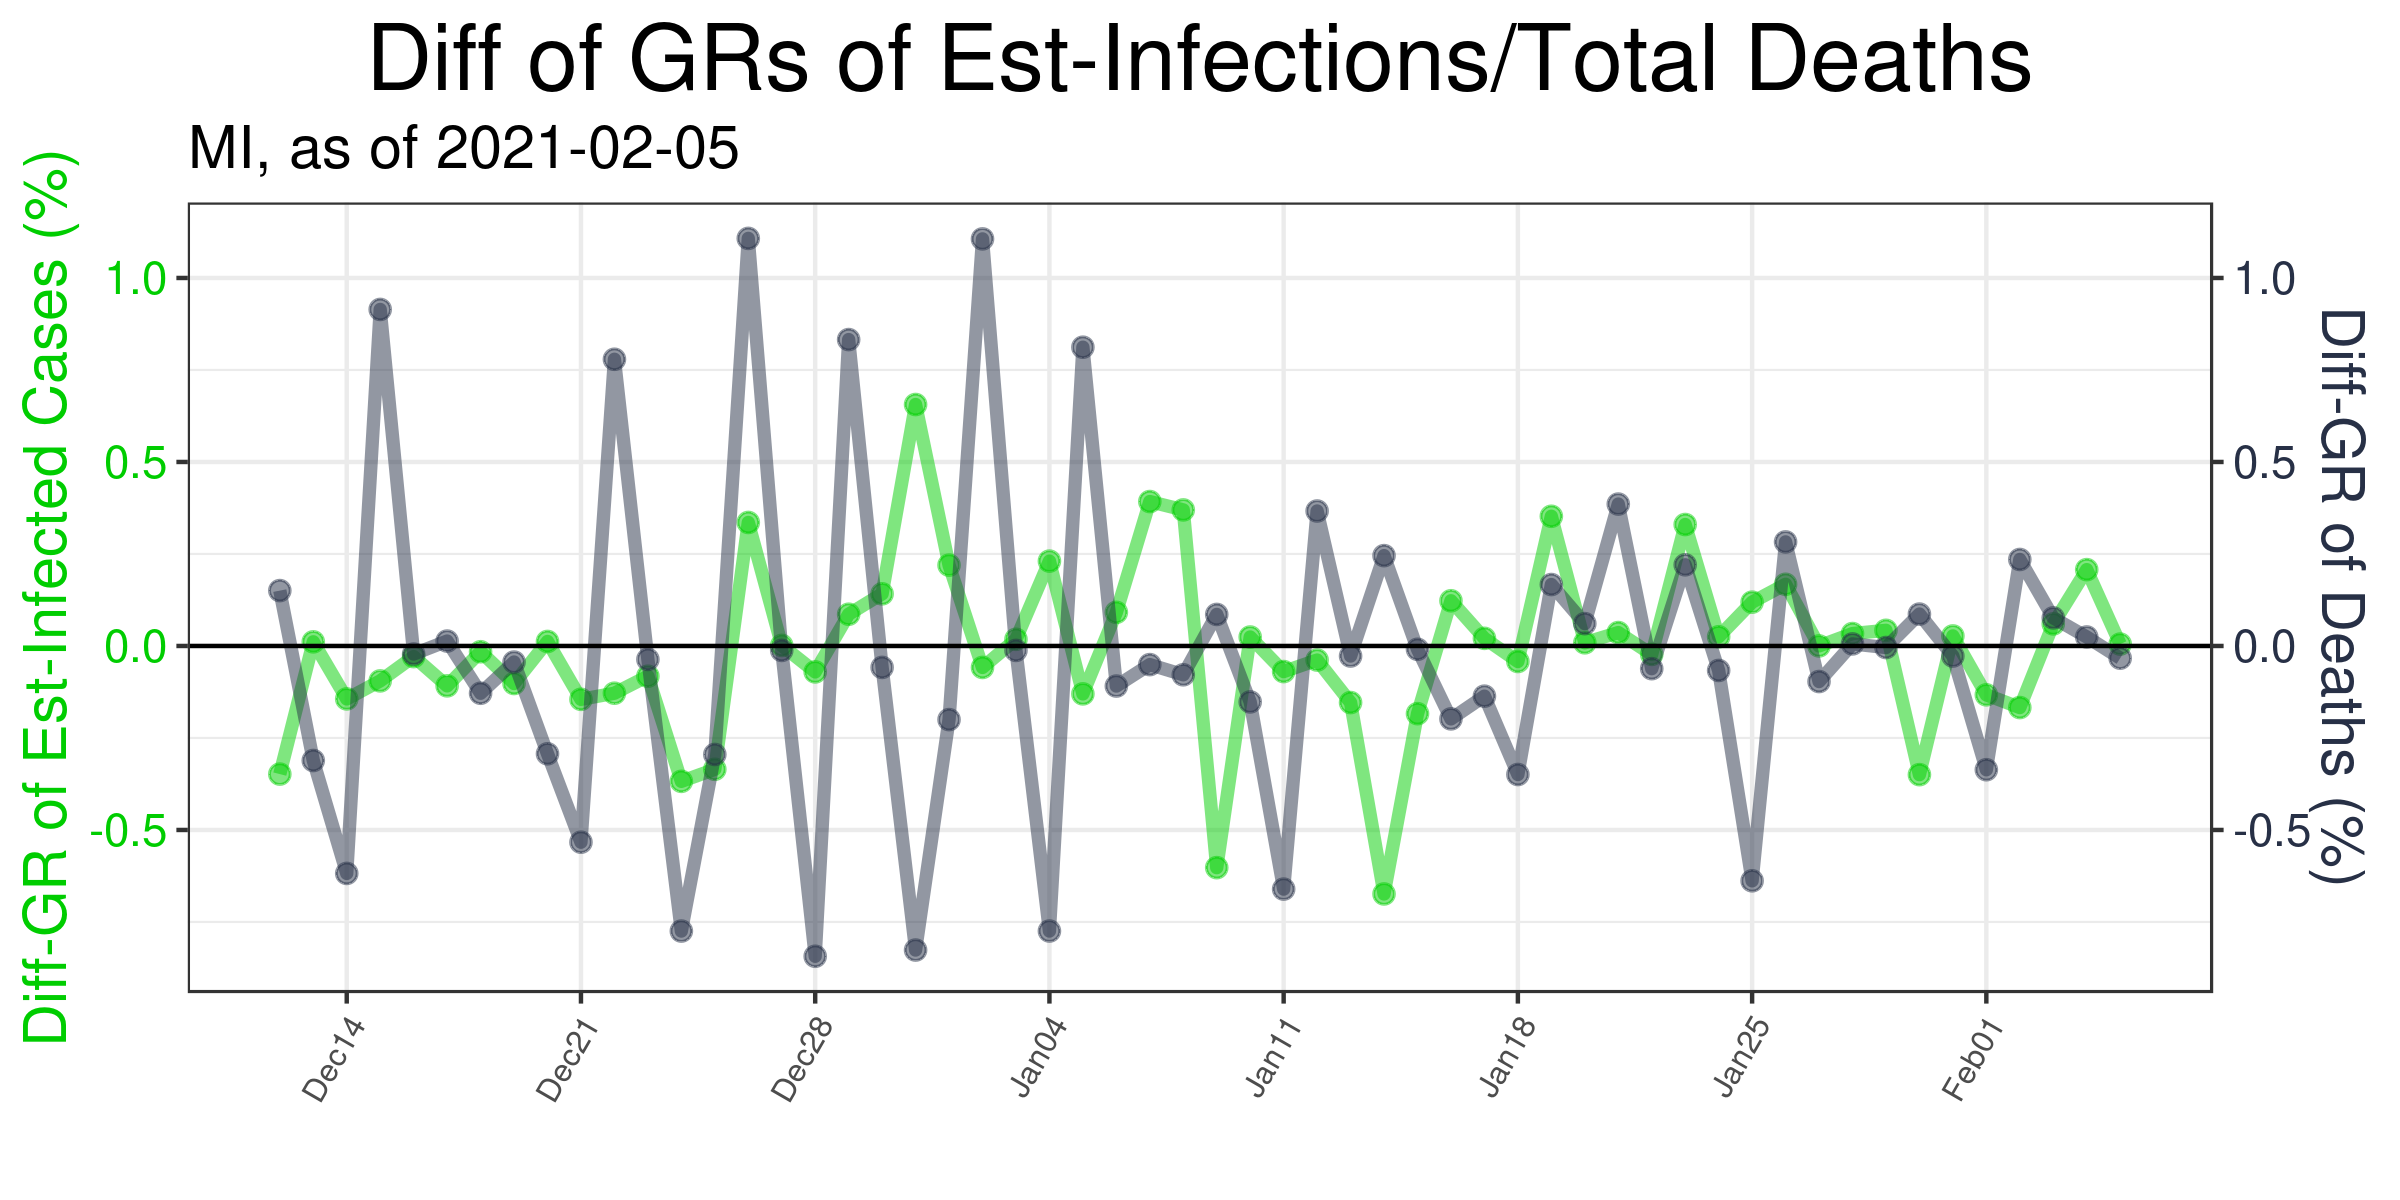 Diff of GRs of Est-Infections/Total Deaths
MI, as of 2021-02-05
Diff-GR of Est-Infected Cases (%)
1.0
0.5
0.0
-0.5
1.0
0.5
0.0
-0.5
Diff-GR of Deaths (%)
Dec14
Dec21
Dec28
Jan04
Jan11
Jan18
Jan25
Feb01